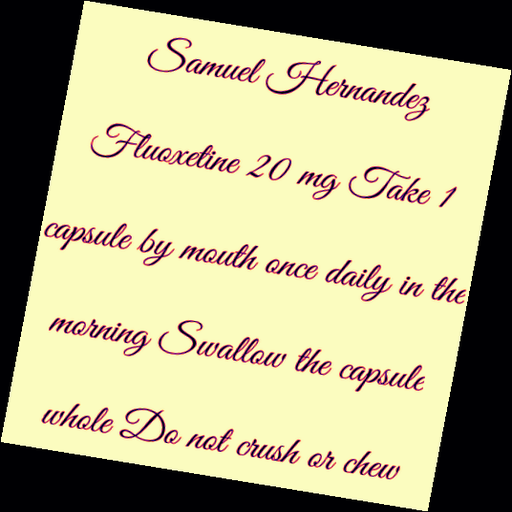 Samuel Hernandez
Fluoxetine 20 mg Take 1
capsule by mouth once daily in the
morning Swallow the capsule
whole Do not crush or chew